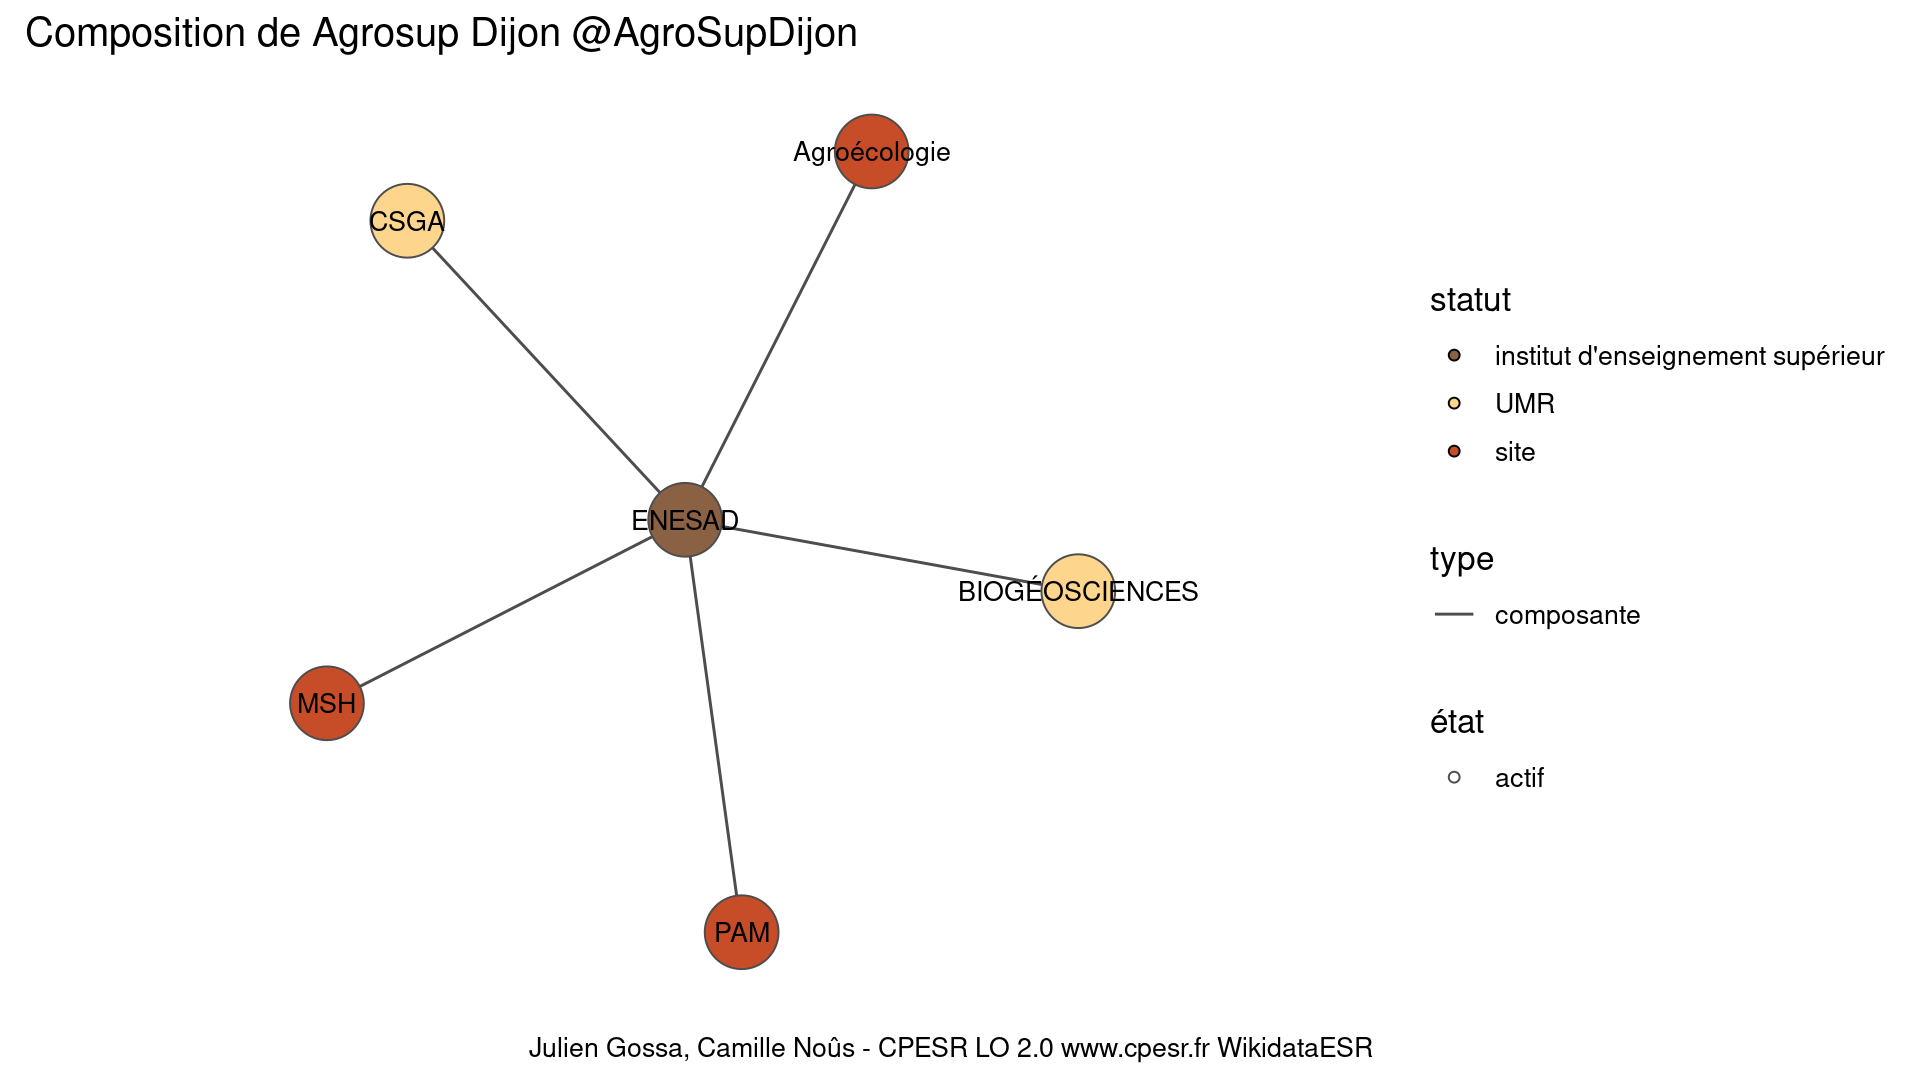 Composition de Agrosup Dijon @AgroSupDijon
Agroécologie
CSGA
ENESAD
BIOGÉOSCIENCES
MSH
PAM
statut
institut d'enseignement supérieur
UMR
site
type
composante
état
actif
Julien Gossa, Camille Noûs - CPESR LO 2.0 www.cpesr.fr WikidataESR